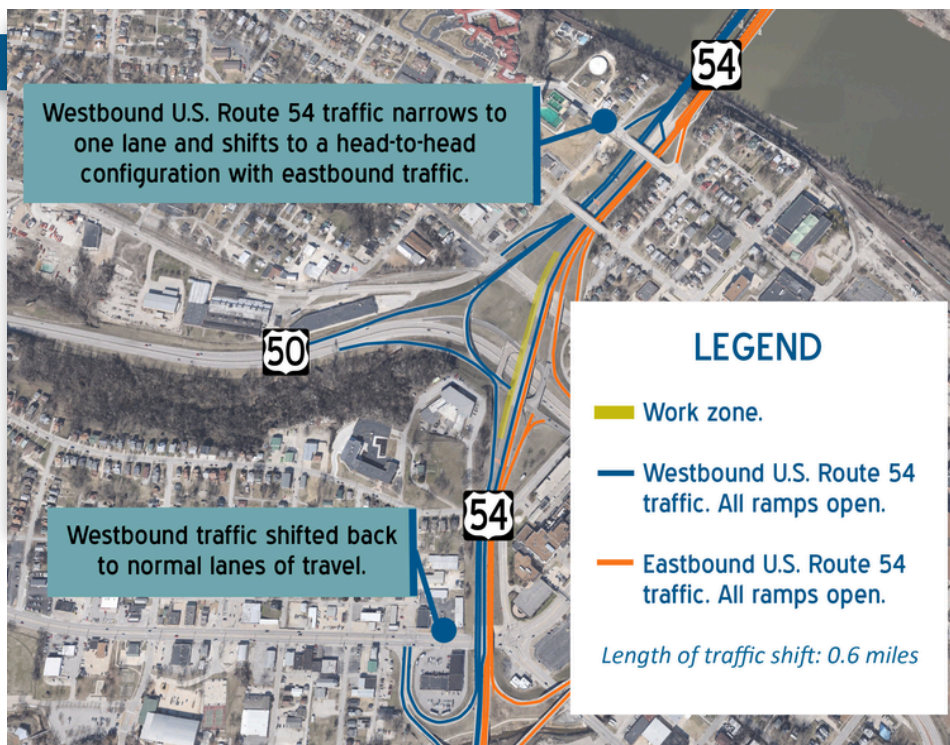 54
Westbound U.S. Route 54 traffic narrows to
one lane and shifts to a head-to-head
configuration with eastbound traffic.
50
LEGEND
Work zone.
Westbound U.S. Route 54
traffic. All ramps open.
54
Westbound traffic shifted back
to normal lanes of travel.
Eastbound U.S. Route 54
traffic. All ramps open.
Length of traffic shift: 0.6 miles